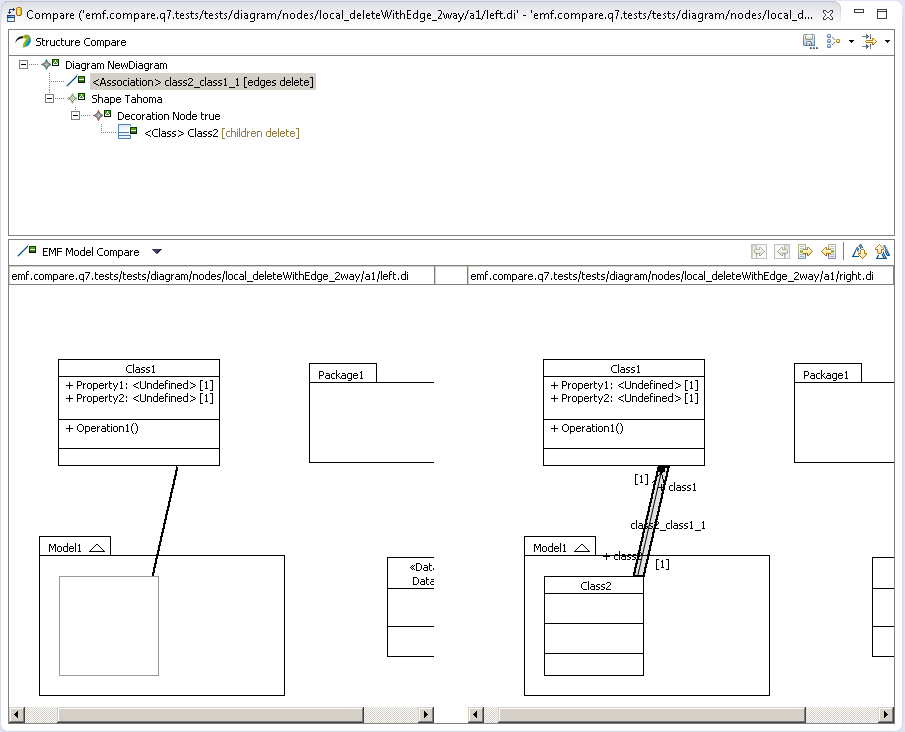 Compare ('emf.compare.q7.tests/tests/diagram/nodes/local_deleteWithEdge_2way/a1/left.di' - 'emf.compare.q7.tests/tests/diagram/nodes/local_d...
Structure Compare
Diagram NewDiagram
<Association> class2_class1_1 [edges delete]
Shape Tahoma
Decoration Node true
<Class> Class2 [children delete]
EMF Model Compare
emf.compare.q7.tests/tests/diagram/nodes/local_deleteWithEdge_2way/a1/left.di
emf.compare.q7.tests/tests/diagram/nodes/local_deleteWithEdge_2way/a1/right.di
Class1
+ Property1: <Undefined> [1]
+ Property2: <Undefined> [1]
+ Operation1()
Package1
Model1
«Data
Data
Class1
+ Property1: <Undefined> [1]
+ Property2: <Undefined> [1]
+ Operation1()
Package1
[1]
+ class1
class2_class1_1
+ class2
[1]
Model1
Class2